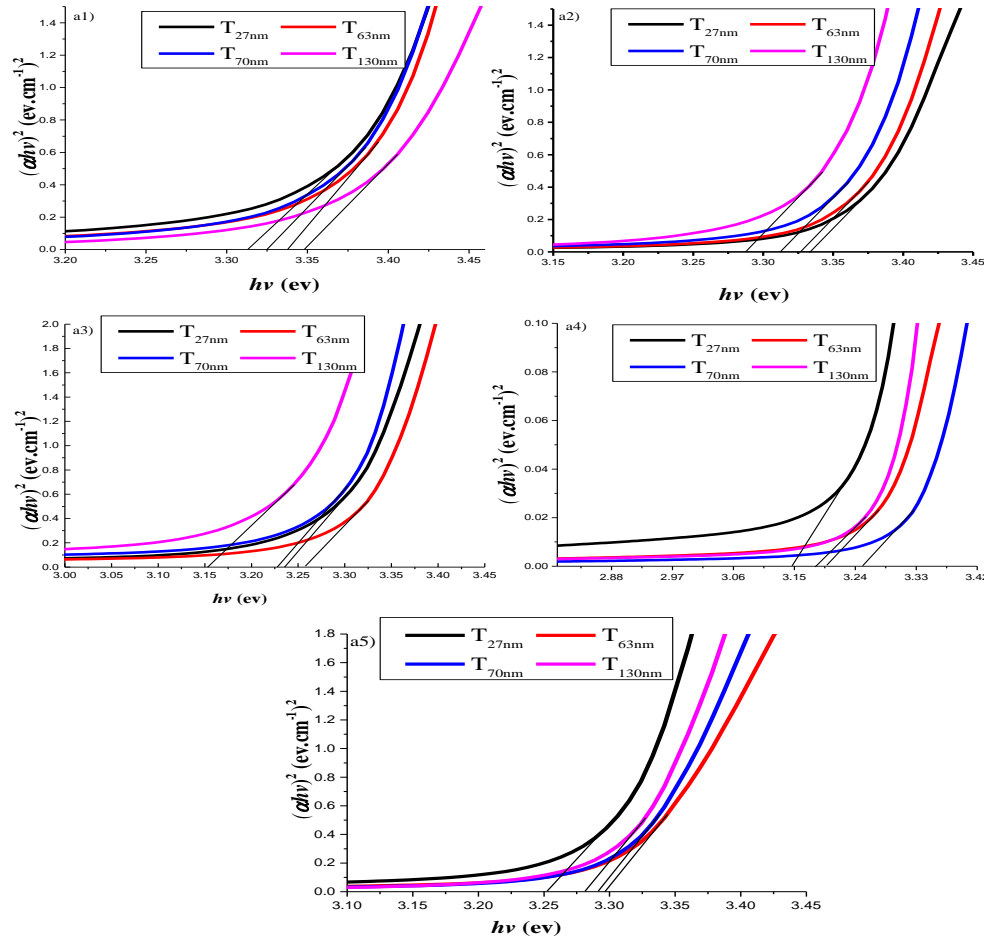 a1)
T27nm T63nm
T70nm T130nm
(αhν)2 (ev.cm-1)2
1.4
1.2
1.0
0.8
0.6
0.4
0.2
0.0
3.20 3.25 3.30 3.35 3.40 3.45
hν (ev)
a2)
T27nm T63nm
T70nm T130nm
(αhν)2 (ev.cm-1)2
1.4
1.2
1.0
0.8
0.6
0.4
0.2
0.0
3.15 3.20 3.25 3.30 3.35 3.40 3.45
hν (ev)
a3)
T27nm T63nm
T70nm T130nm
(αhν)2 (ev.cm-1)2
2.0
1.8
1.6
1.4
1.2
1.0
0.8
0.6
0.4
0.2
0.0
3.00 3.05 3.10 3.15 3.20 3.25 3.30 3.35 3.40 3.45
hν (ev)
a4)
T27nm T63nm
T70nm T130nm
(αhν)2 (ev.cm-1)2
0.10
0.08
0.06
0.04
0.02
0.00
2.88 2.97 3.06 3.15 3.24 3.33 3.42
a5)
T27nm T63nm
T70nm T130nm
(αhν)2 (ev.cm-1)2
1.8
1.6
1.4
1.2
1.0
0.8
0.6
0.4
0.2
0.0
3.10 3.15 3.20 3.25 3.30 3.35 3.40 3.45
hν (ev)